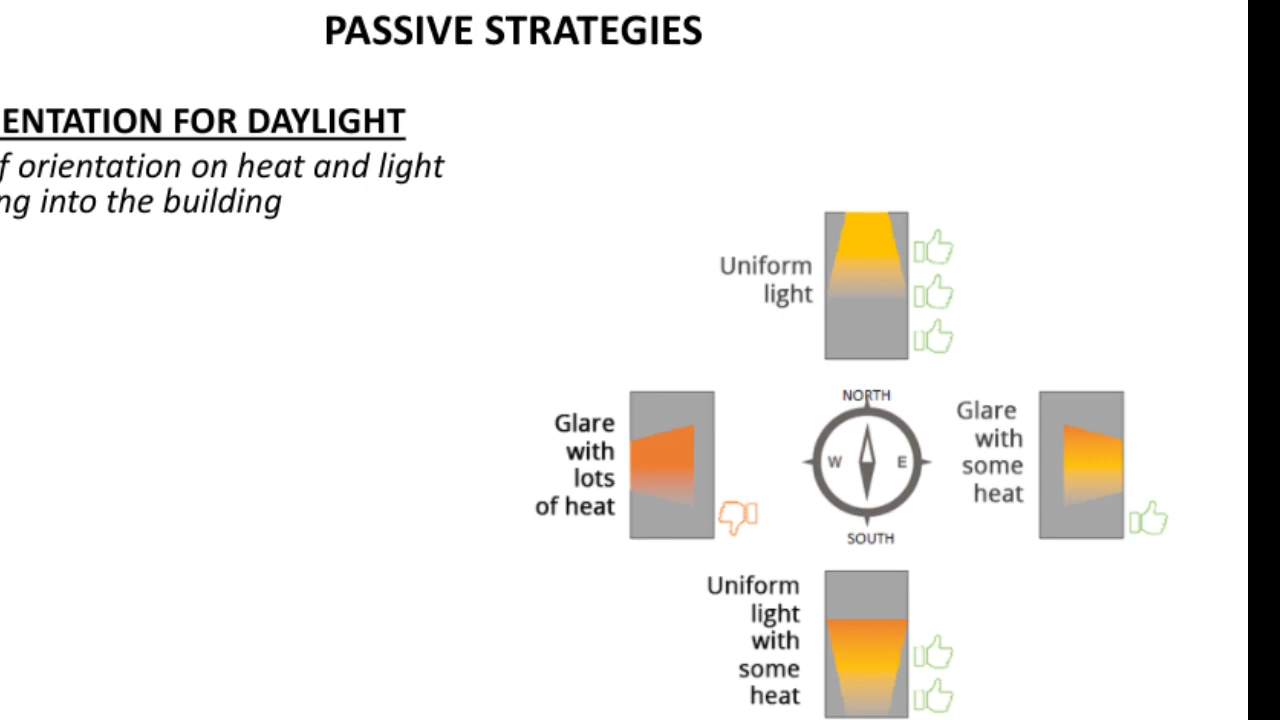 PASSIVE STRATEGIES
ENTATION FOR DAYLIGHT
f orientation on heat and light
ng into the building
Uniform
light
Glare
with
lots
of heat
NORTH
W
E
SOUTH
Glare
with
some
heat
Uniform
light
with
some
heat